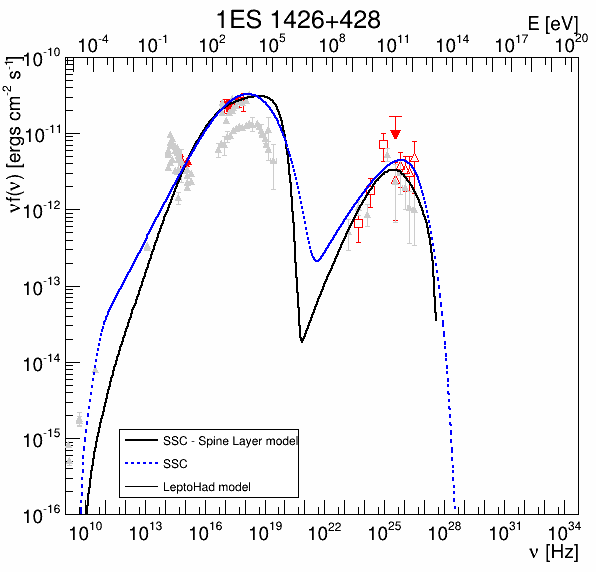 1ES 1426+428
E [eV]
10^-4 10^-1 10^2 10^5 10^8 10^11 10^14 10^17 10^20
νf(ν) [ergs cm^-2 s^-1]
10^-10
10^-11
10^-12
10^-13
10^-14
10^-15
10^-16
SSC - Spine Layer model
SSC
LeptoHad model
10^10 10^13 10^16 10^19 10^22 10^25 10^28 10^31 10^34
ν [Hz]